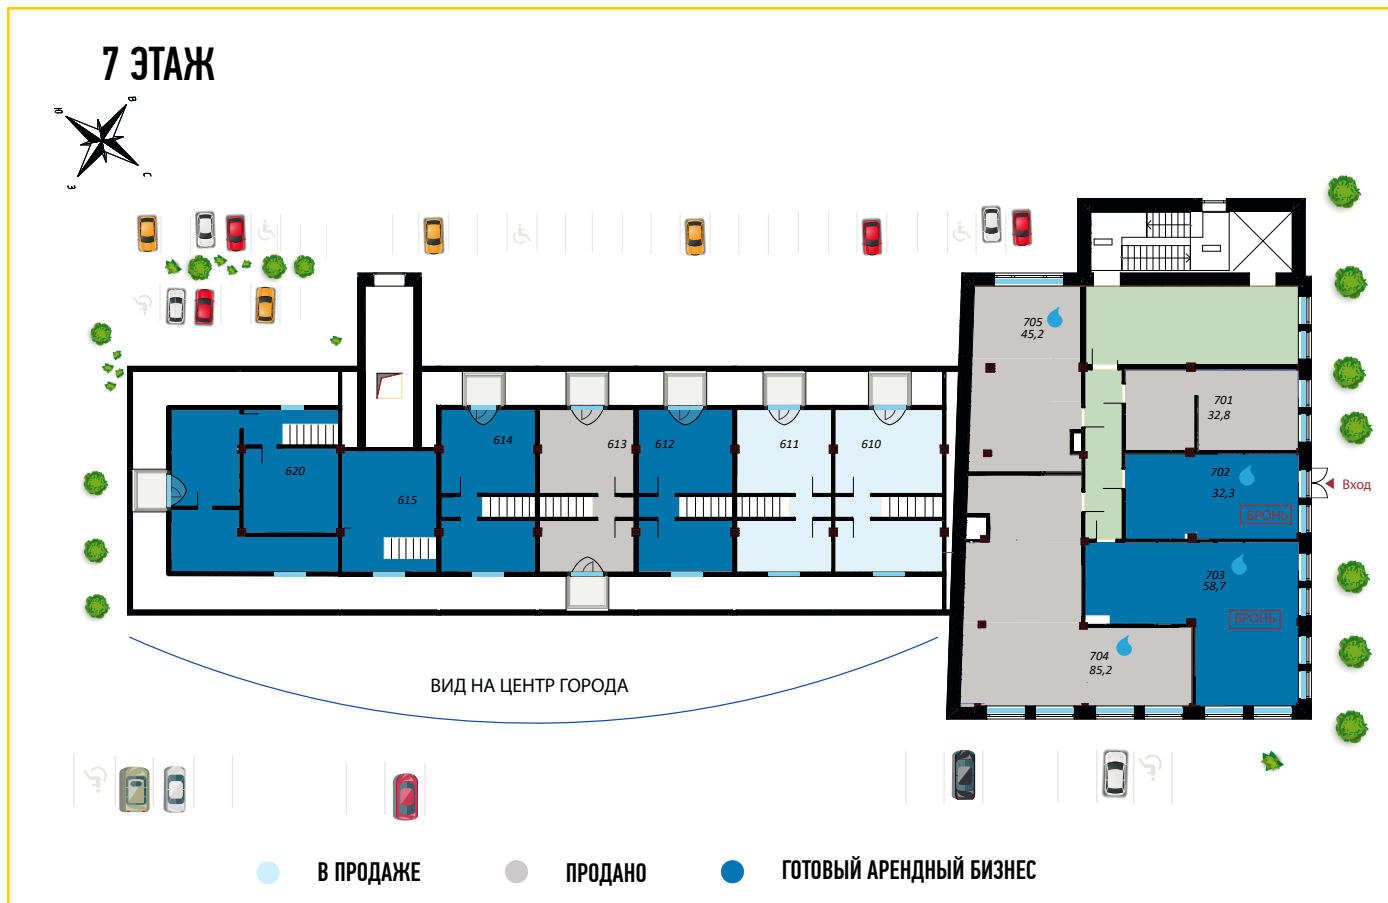 7 ЭТАЖ
В
Ю
С
З
705
45,2
701
32,8
614
613
612
611
610
620
615
702
32,3
Вход
БРОНЬ
703
58,7
БРОНЬ
704
85,2
ВИД НА ЦЕНТР ГОРОДА
В ПРОДАЖЕ
ПРОДАНО
ГОТОВЫЙ АРЕНДНЫЙ БИЗНЕС